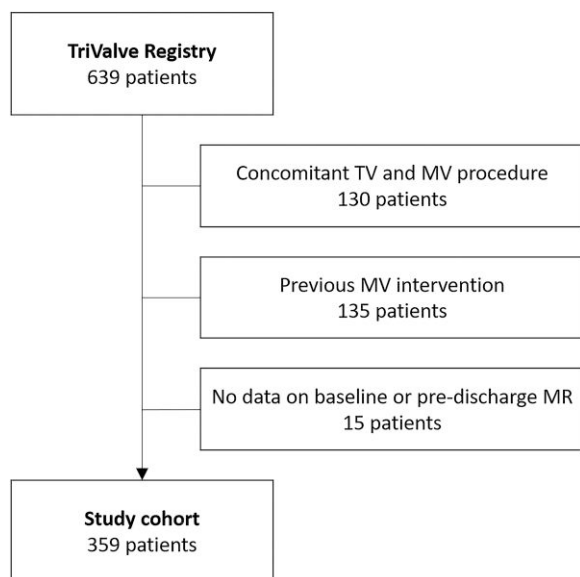 TriValve Registry
639 patients
Concomitant TV and MV procedure
130 patients
Previous MV intervention
135 patients
No data on baseline or pre-discharge MR
15 patients
Study cohort
359 patients